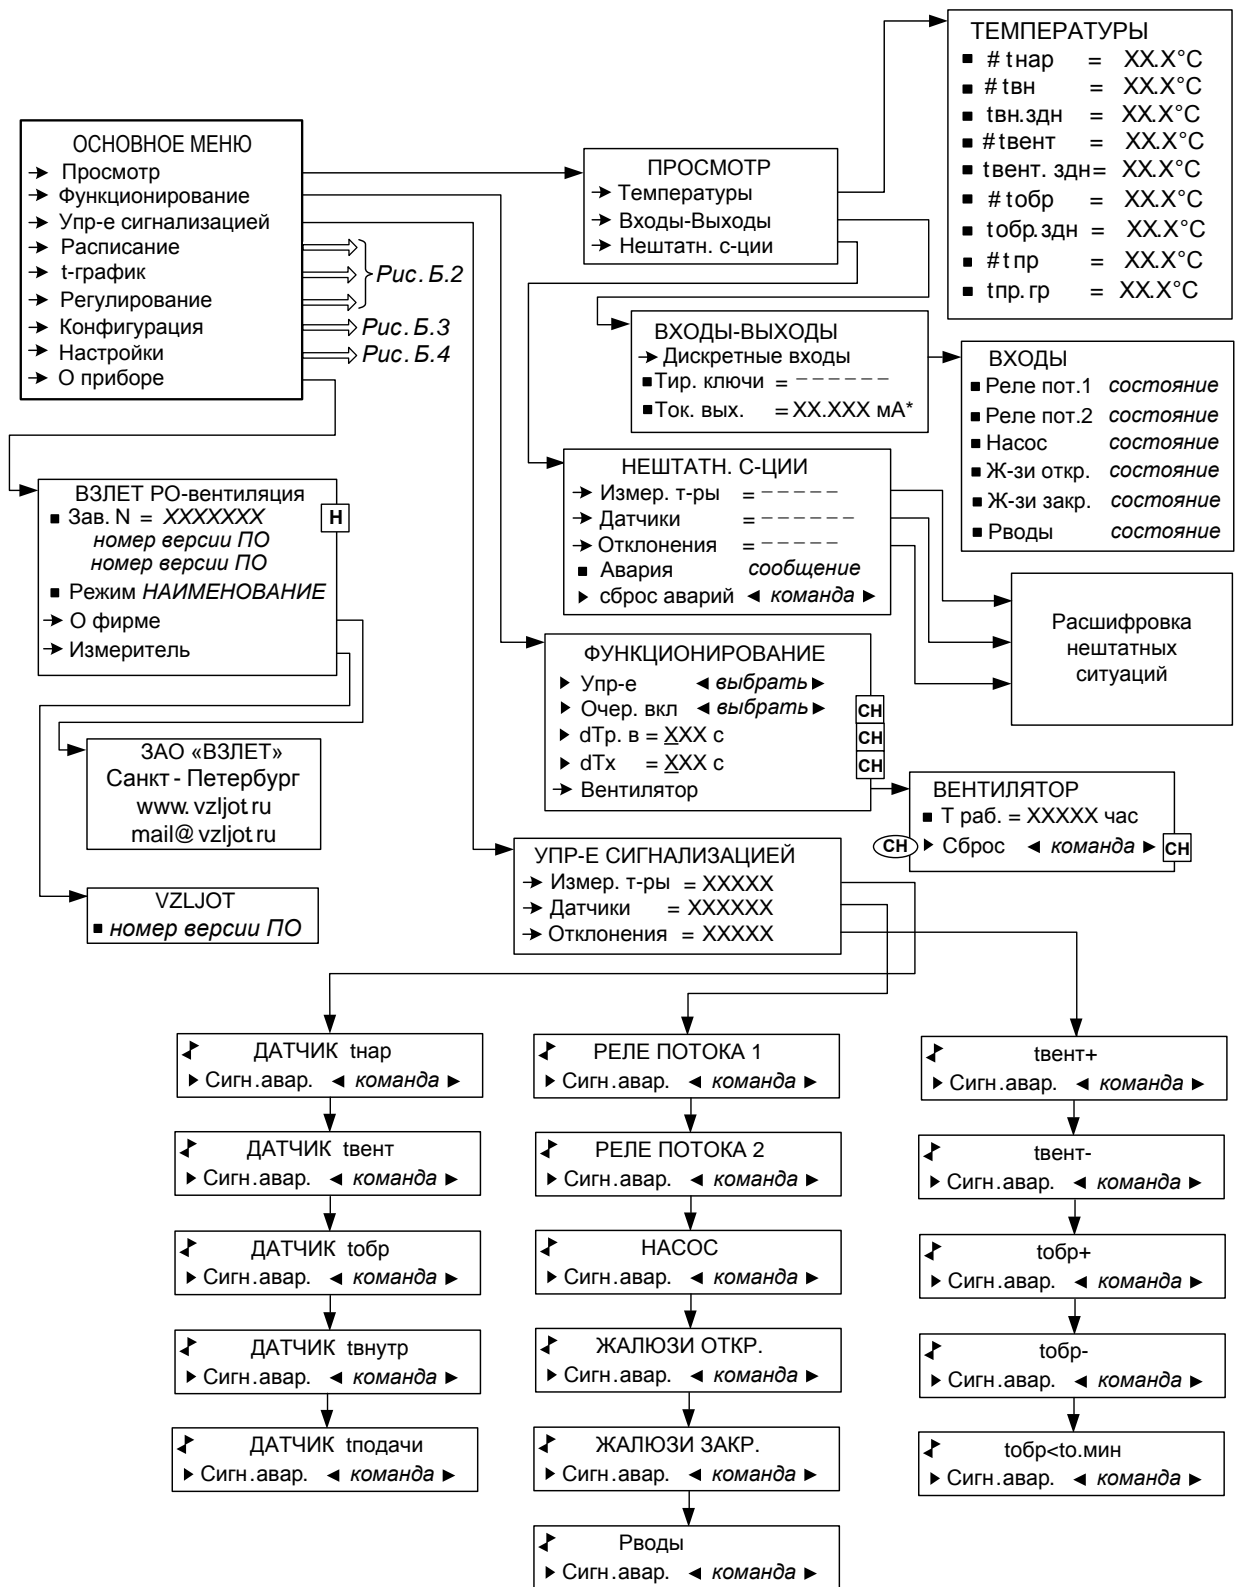 ОСНОВНОЕ МЕНЮ
Просмотр
Функционирование
Упр-е сигнализацией
Расписание
t-график
Регулирование
Конфигурация
Настройки
О приборе
Рис. Б.2
Рис. Б.3
Рис. Б.4
ПРОСМОТР
Температуры
Входы-Выходы
Нештатн. с-ции
ТЕМПЕРАТУРЫ
# tнар = XX.X°C
# tвн = XX.X°C
tвн.здн = XX.X°C
# tвент = XX.X°C
tвент. здн= XX.X°C
# tобр = XX.X°C
tобр.здн = XX.X°C
# tпр = XX.X°C
tпр.гр = XX.X°C
ВХОДЫ-ВЫХОДЫ
Дискретные входы
Тир. ключи = _ _ _ _ _ _
Ток. вых. = XX.XXX мА*
ВХОДЫ
Реле пот.1 состояние
Реле пот.2 состояние
Насос состояние
Ж-зи откр. состояние
Ж-зи закр. состояние
Рводы состояние
НЕШТАТН. С-ЦИИ
Измер. т-ры = _ _ _ _ _
Датчики = _ _ _ _ _ _
Отклонения = _ _ _ _ _
Авария сообщение
сброс аварий ◄ команда ►
Расшифровка
нештатных
ситуаций
ВЗЛЕТ РО-вентиляция
Зав. N = XXXXXXX
Н
номер версии ПО
номер версии ПО
Режим НАИМЕНОВАНИЕ
О фирме
Измеритель
ФУНКЦИОНИРОВАНИЕ
Упр-е ◄ выбрать ►
Очер. вкл ◄ выбрать ►
СН
dTр. в = XXX с
СН
dTх = XXX с
СН
Вентилятор
ВЕНТИЛЯТОР
Т раб. = XXXXX час
СН
Сброс ◄ команда ►
СН
ЗАО «ВЗЛЕТ»
Санкт - Петербург
www. vzljot.ru
mail@ vzljot.ru
VZLJOT
номер версии ПО
УПР-Е СИГНАЛИЗАЦИЕЙ
Измер. т-ры = XXXXX
Датчики = XXXXXX
Отклонения = XXXXX
ДАТЧИК tнар
Сигн.авар. ◄ команда ►
ДАТЧИК tвент
Сигн.авар. ◄ команда ►
ДАТЧИК tобр
Сигн.авар. ◄ команда ►
ДАТЧИК tвнутр
Сигн.авар. ◄ команда ►
ДАТЧИК tподачи
Сигн.авар. ◄ команда ►
РЕЛЕ ПОТОКА 1
Сигн.авар. ◄ команда ►
РЕЛЕ ПОТОКА 2
Сигн.авар. ◄ команда ►
НАСОС
Сигн.авар. ◄ команда ►
ЖАЛЮЗИ ОТКР.
Сигн.авар. ◄ команда ►
ЖАЛЮЗИ ЗАКР.
Сигн.авар. ◄ команда ►
Рводы
Сигн.авар. ◄ команда ►
tвент+
Сигн.авар. ◄ команда ►
tвент-
Сигн.авар. ◄ команда ►
tобр+
Сигн.авар. ◄ команда ►
tобр-
Сигн.авар. ◄ команда ►
tобр<tо.мин
Сигн.авар. ◄ команда ►